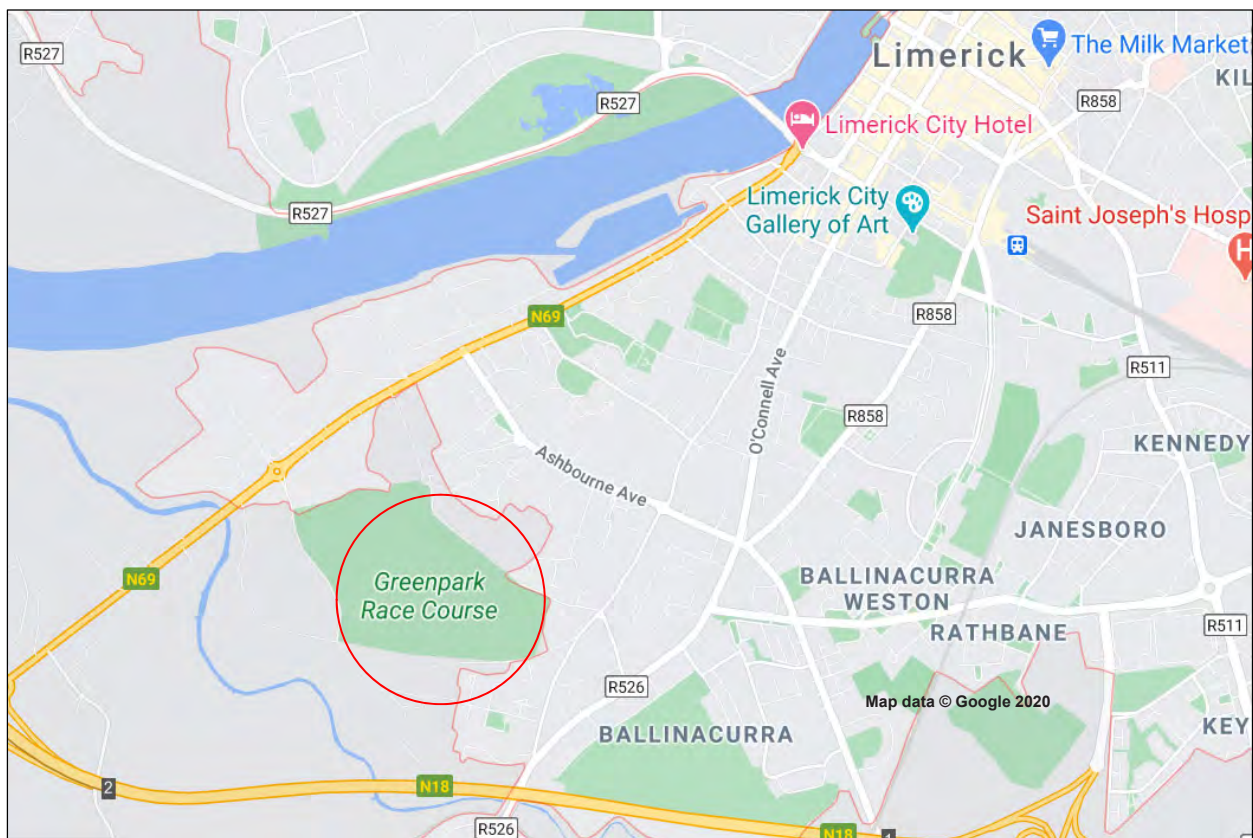 R527
Limerick
The Milk Market
KIL
R527
R858
Limerick City Hotel
R527
Limerick City
Gallery of Art
Saint Joseph's Hosp
H
N69
R858
R511
O'Connell Ave
R858
KENNEDY
Ashbourne Ave
JANESBORO
N69
Greenpark
Race Course
BALLINACURRA
WESTON
RATHBANE
R511
R526
Map data © Google 2020
BALLINACURRA
KEY
2
N18
R526
N18